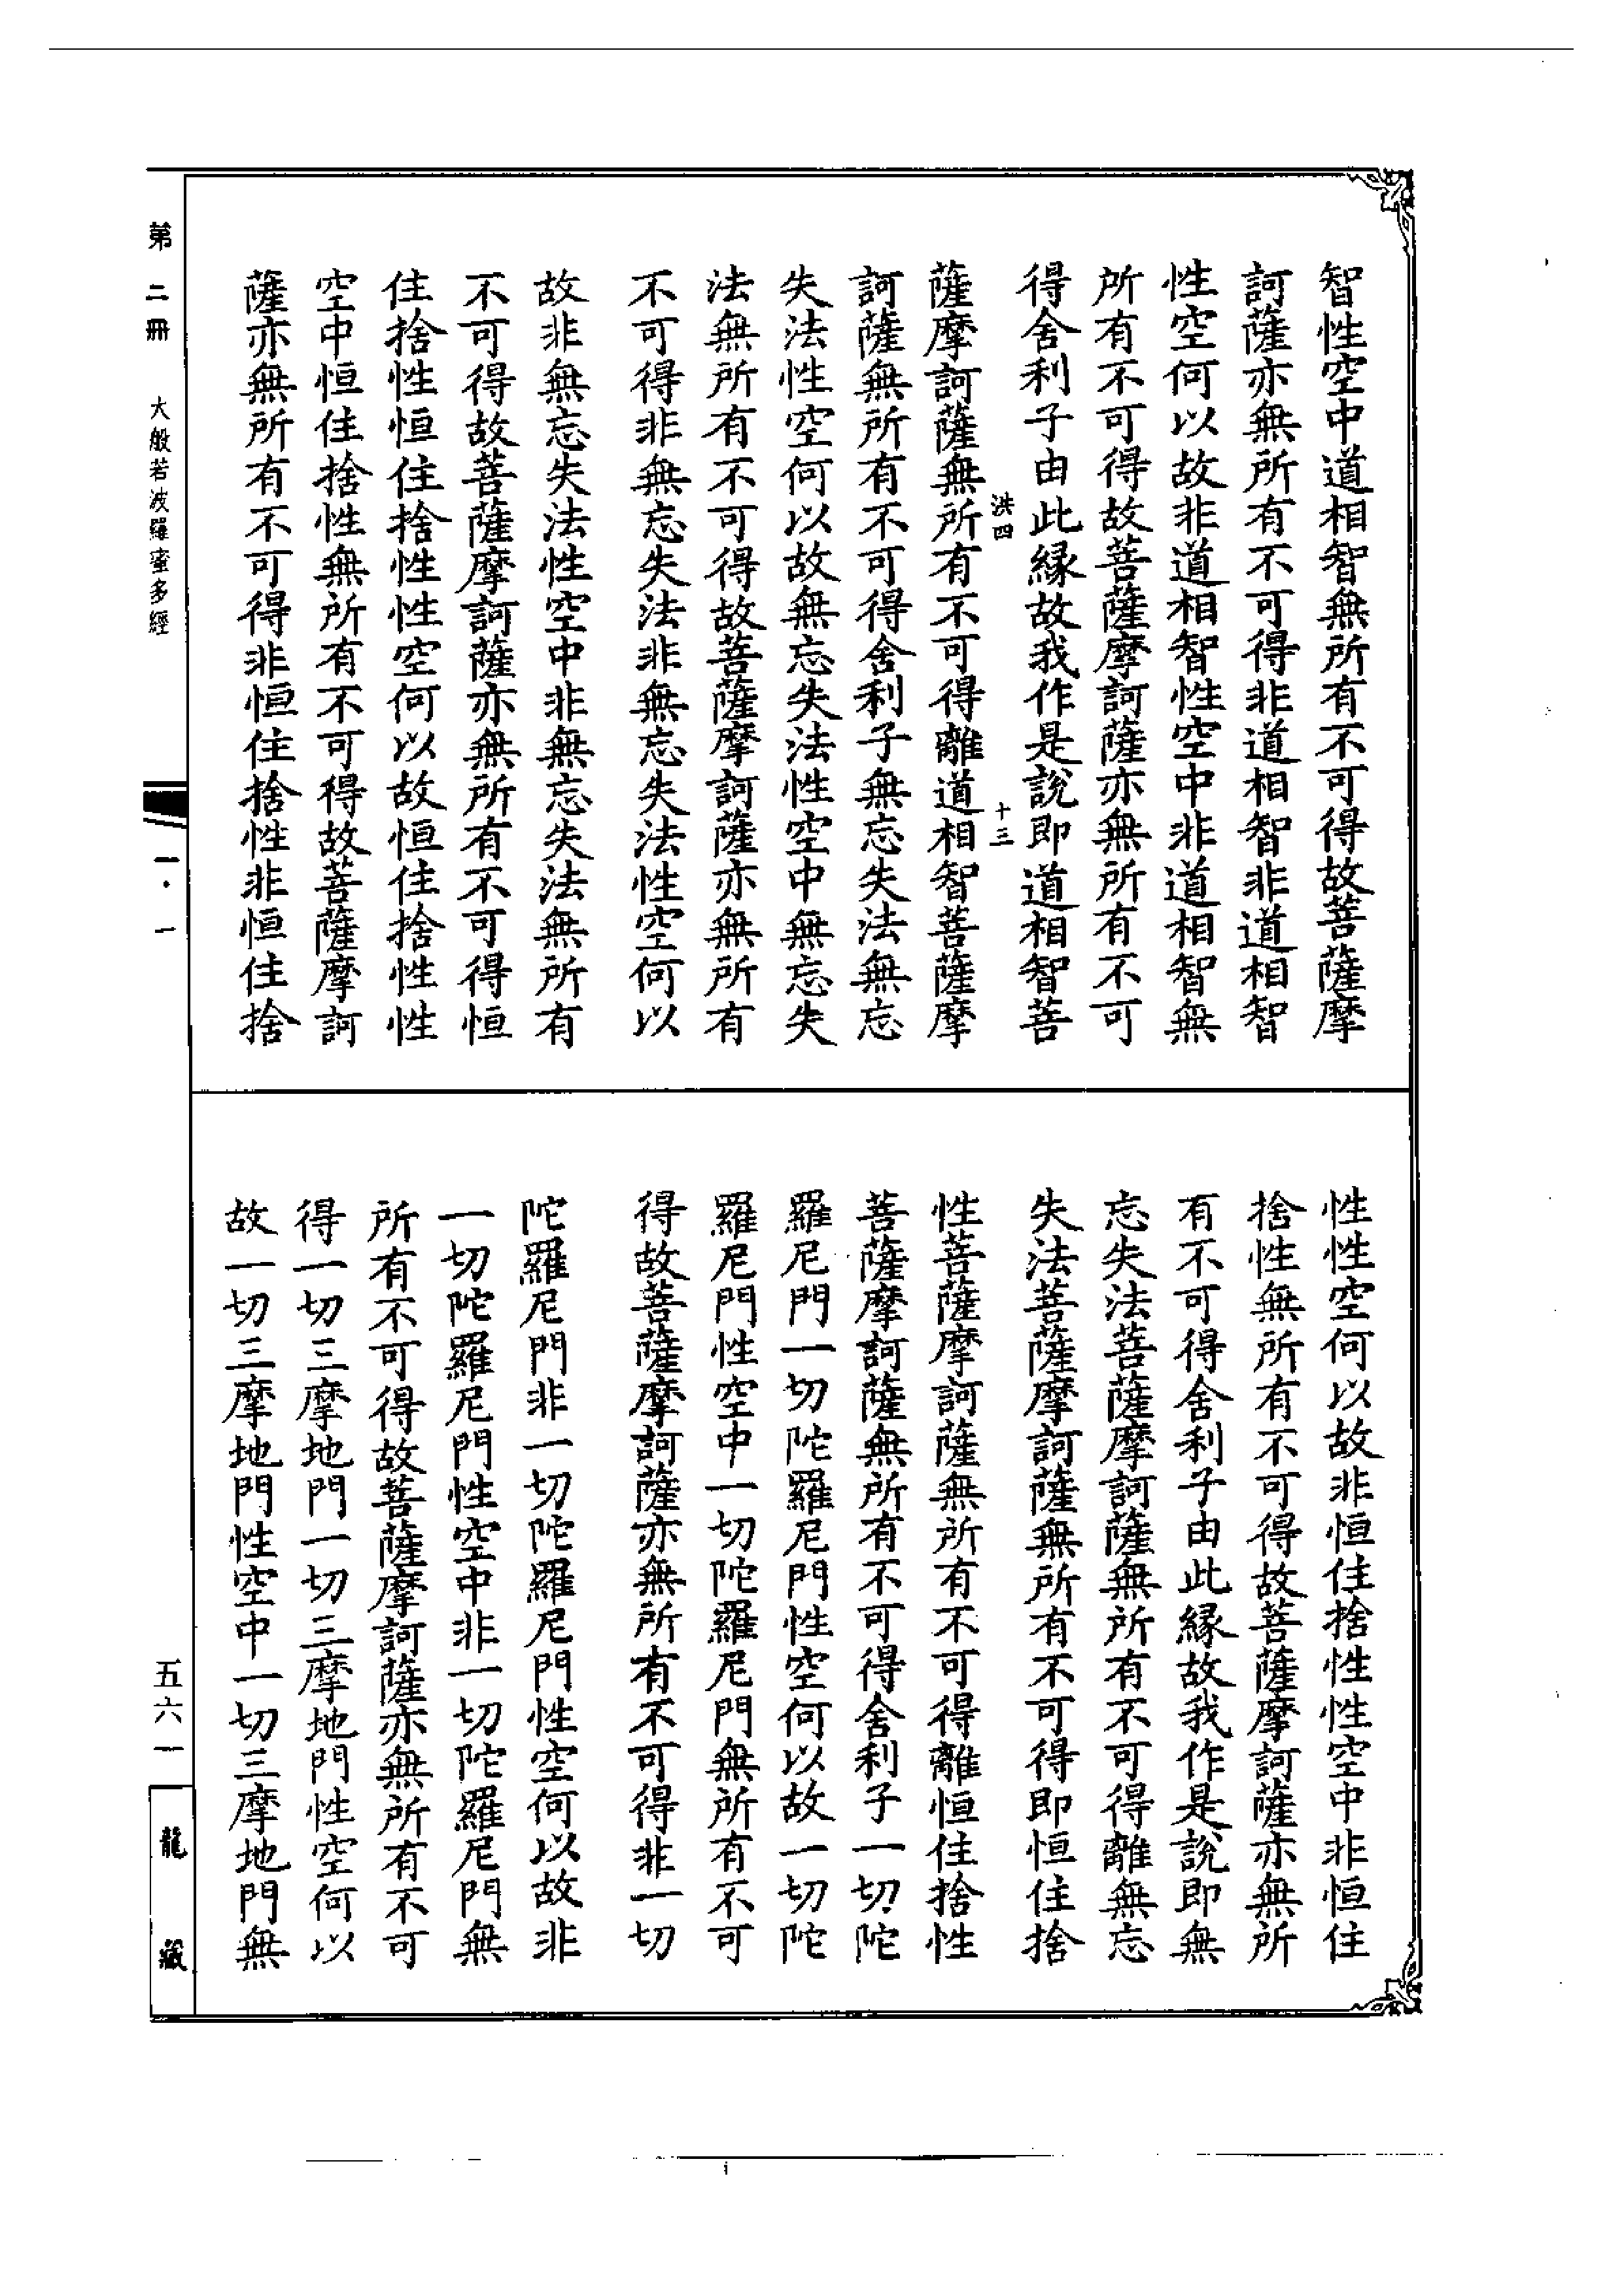 智性空中道相智無所有不可得故菩薩摩
訶薩亦無所有不可得非道相智非道相智
性空何以故非道相智性空中非道相智無
所有不可得故菩薩摩訶薩亦無所有不可
得舍利子由此緣故我作是說即道相智菩
洪四 十三
薩摩訶薩無所有不可得離道相智菩薩摩
訶薩無所有不可得舍利子無忘失法無忘
失法性空何以故無忘失法性空中無忘失
法無所有不可得故菩薩摩訶薩亦無所有
不可得非無忘失法非無忘失法性空何以
故非無忘失法性空中非無忘失法無所有
不可得故菩薩摩訶薩亦無所有不可得恒
住捨性恒住捨性性空何以故恒住捨性性
空中恒住捨性無所有不可得故菩薩摩訶
薩亦無所有不可得非恒住捨性非恒住捨
性性空何以故非恒住捨性性空中非恒住
捨性無所有不可得故菩薩摩訶薩亦無所
有不可得舍利子由此緣故我作是說即無
忘失法菩薩摩訶薩無所有不可得離無忘
失法菩薩摩訶薩無所有不可得即恒住捨
性菩薩摩訶薩無所有不可得離恒住捨性
菩薩摩訶薩無所有不可得舍利子一切陀
羅尼門一切陀羅尼門性空何以故一切陀
羅尼門性空中一切陀羅尼門無所有不可
得故菩薩摩訶薩亦無所有不可得非一切
陀羅尼門非一切陀羅尼門性空何以故非
一切陀羅尼門性空中非一切陀羅尼門無
所有不可得故菩薩摩訶薩亦無所有不可
得一切三摩地門一切三摩地門性空何以
故一切三摩地門性空中一切三摩地門無
第二冊 大般若波羅蜜多經 一·一 五六一 龍藏